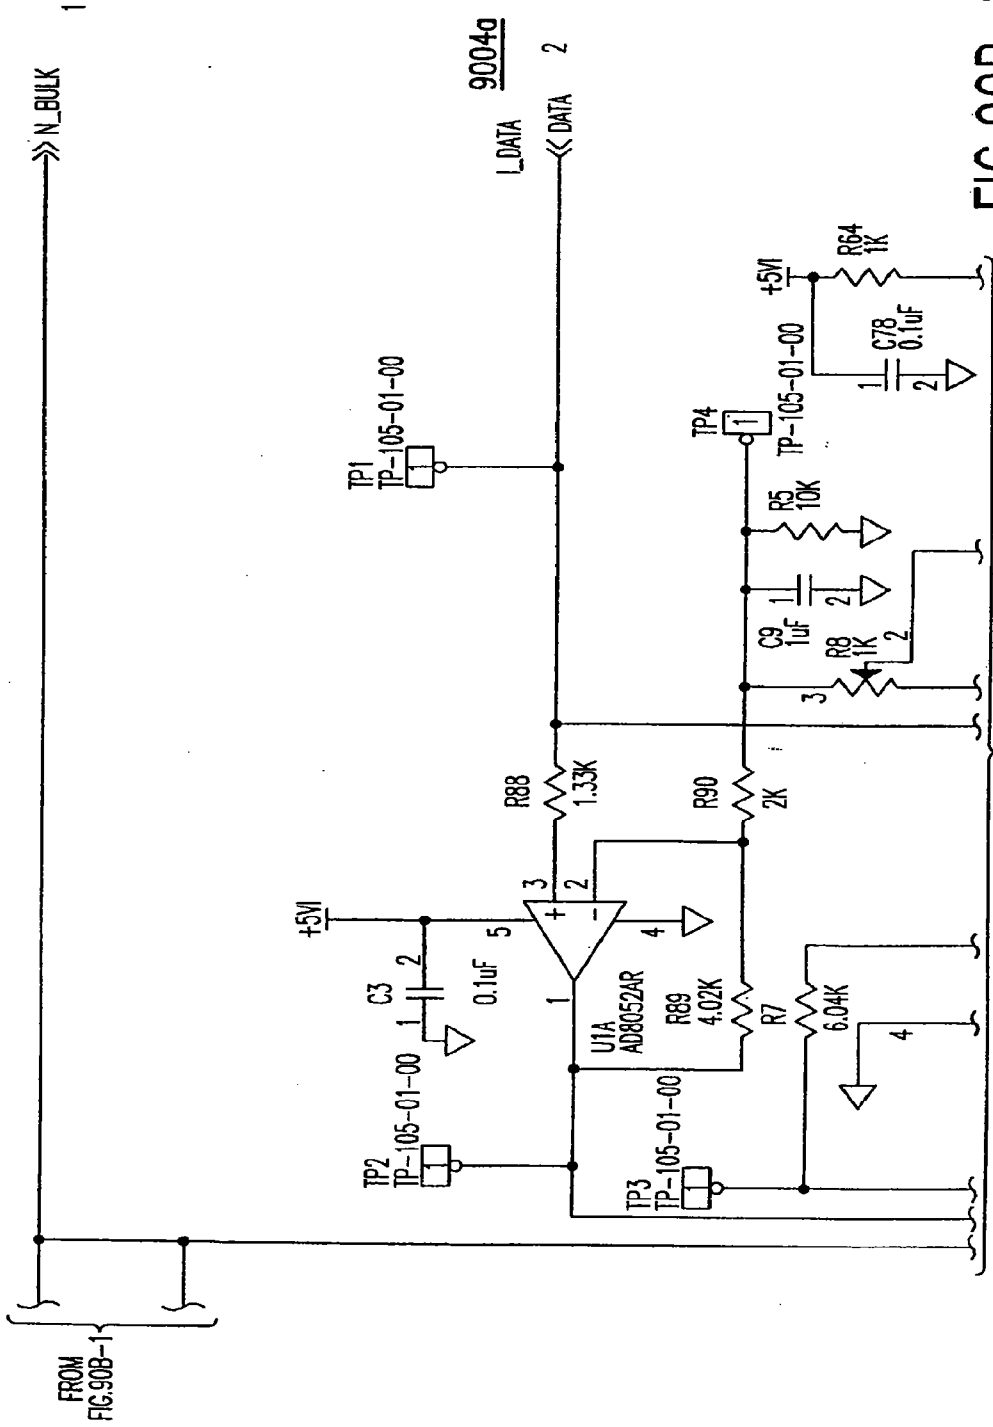 FROM
FIG.90B-1
N_BULK
1
9004a
I_DATA
DATA
2
TP1
TP-105-01-00
1
TP2
TP-105-01-00
1
TP3
TP-105-01-00
1
TP4
TP-105-01-00
1
+5VI
C3
0.1uF
1
2
5
3
2
+
-
1
4
U1A
AD8052AR
R88
1.33K
R89
4.02K
R90
2K
R7
6.04K
4
C9
1uF
1
2
R5
10K
R8
1K
3
2
+5VI
C78
0.1uF
1
2
R64
1K